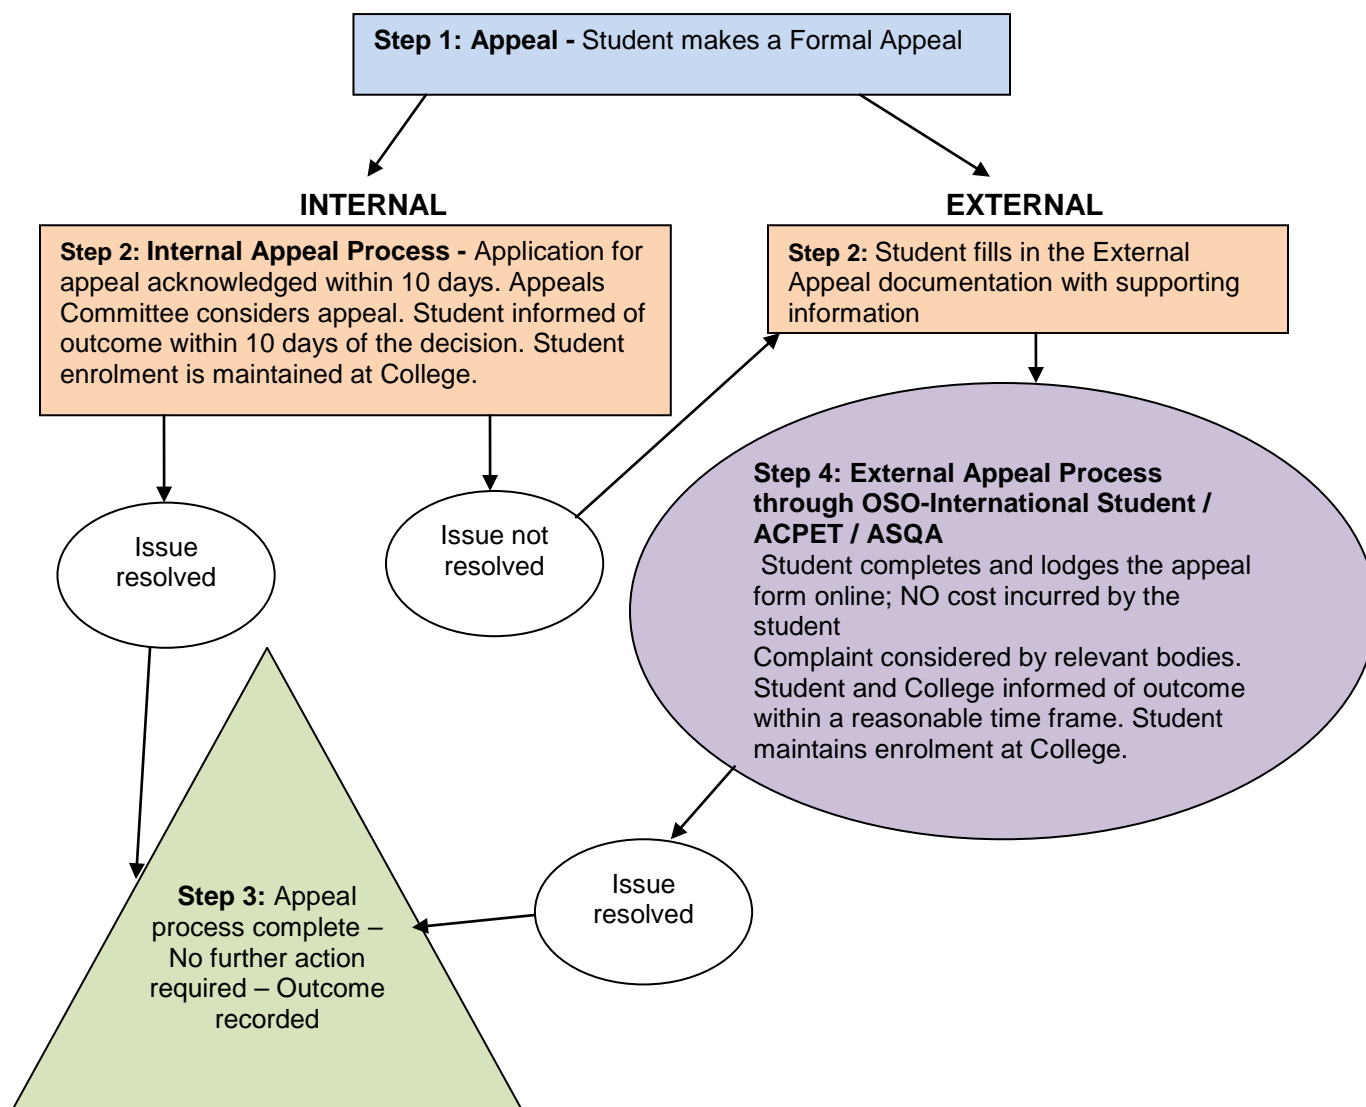 Step 1: Appeal - Student makes a Formal Appeal
INTERNAL
Step 2: Internal Appeal Process - Application for
appeal acknowledged within 10 days. Appeals
Committee considers appeal. Student informed of
outcome within 10 days of the decision. Student
enrolment is maintained at College.
EXTERNAL
Step 2: Student fills in the External
Appeal documentation with supporting
information
Issue
resolved
Issue not
resolved
Step 4: External Appeal Process
through OSO-International Student /
ACPET / ASQA
Student completes and lodges the appeal
form online; NO cost incurred by the
student
Complaint considered by relevant bodies.
Student and College informed of outcome
within a reasonable time frame. Student
maintains enrolment at College.
Issue
resolved
Step 3: Appeal
process complete –
No further action
required – Outcome
recorded